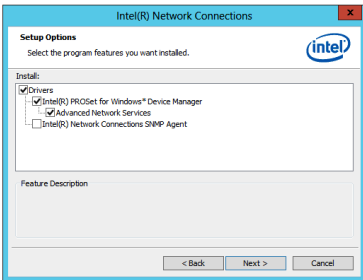 Intel(R) Network Connections
x
Setup Options
Select the program features you want installed.
intel
Install:
Drivers
Intel(R) PROSet for Windows* Device Manager
Advanced Network Services
Intel(R) Network Connections SNMP Agent
Feature Description
< Back
Next >
Cancel